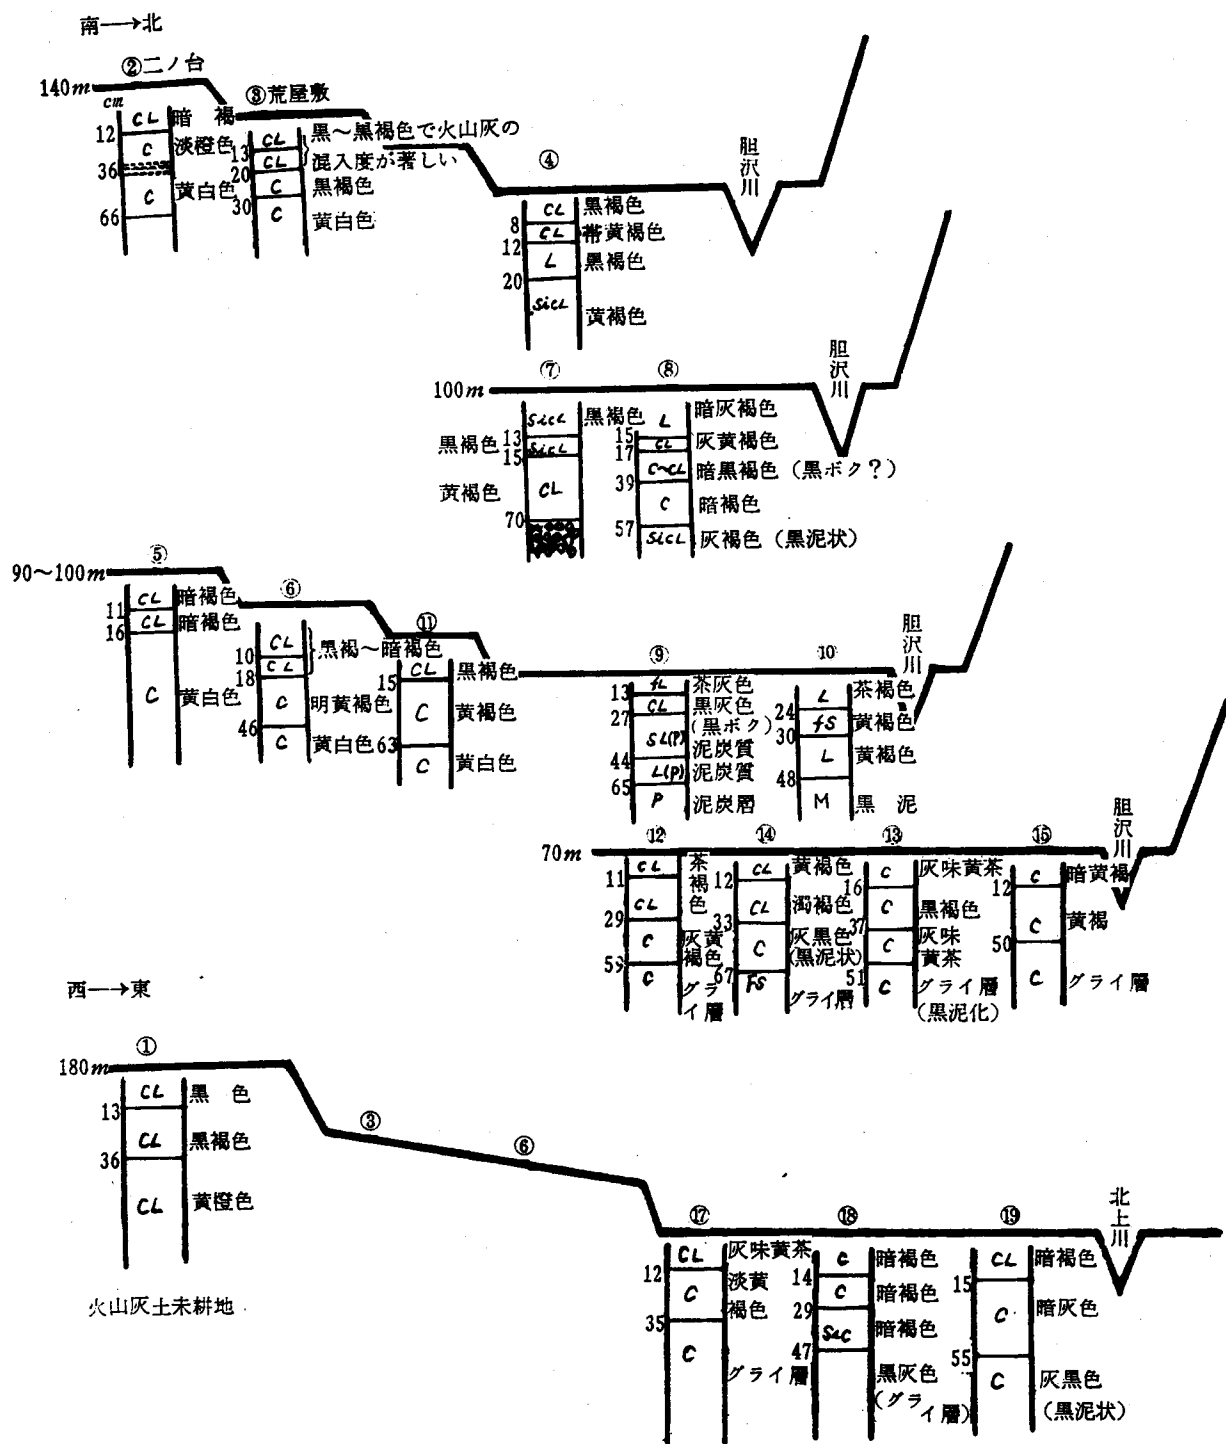 南→北
②二ノ台
140m
cm
CL 暗褐
12
C 淡橙色
36
C 黄白色
66
③荒屋敷
CL
13
CL
黒～黒褐色で火山灰の
混入度が著しい
20
C 黒褐色
30
C 黄白色
④
CL 黒褐色
8
CL 帯黄褐色
12
L 黒褐色
20
SiCL 黄褐色
胆沢川
100m
⑦
SiCL 黒褐色
黒褐色 13
SiCL
15
黄褐色 CL
70
⑧
L 暗灰褐色
15
CL 灰黄褐色
17
C~CL 暗黒褐色（黒ボク？）
39
C 暗褐色
57
SiCL 灰褐色（黒泥状）
胆沢川
90～100m
⑤
CL 暗褐色
11
CL 暗褐色
16
C 黄白色
⑥
CL
10
CL
黒褐～暗褐色
18
C 明黄褐色
46
C 黄白色
⑪
CL 黒褐色
15
C 黄褐色
63
C 黄白色
⑨
fL 茶灰色
13
CL 黒灰色
(黒ボク)
27
SL(P) 泥炭質
44
L(P) 泥炭質
65
P 泥炭層
⑩
L 茶褐色
24
fS 黄褐色
30
L 黄褐色
48
M 黒泥
胆沢川
70m
⑫
CL 茶
褐
11
CL 色
29
C 灰黄
褐色
59
C グラ
イ層
⑭
CL 黄褐色
12
CL 濁褐色
33
C 灰黒色
(黒泥状)
67
FS グライ層
⑬
C 灰味黄茶
16
C 黒褐色
37
C 灰味
黄茶
51
C グライ層
（黒泥化）
⑮
C 暗黄褐
12
C 黄褐
50
C グライ層
胆沢川
西→東
①
180m
CL 黒色
13
CL 黒褐色
36
CL 黄橙色
火山灰土未耕地
③
⑥
⑰
CL 灰味黄茶
12
C 淡黄
褐色
35
C
グライ層
⑱
C 暗褐色
14
C 暗褐色
29
SiC 暗褐色
47
黒灰色
(グラ
イ層)
⑲
CL 暗褐色
15
C 暗灰色
55
C 灰黒色
（黒泥状）
北上川